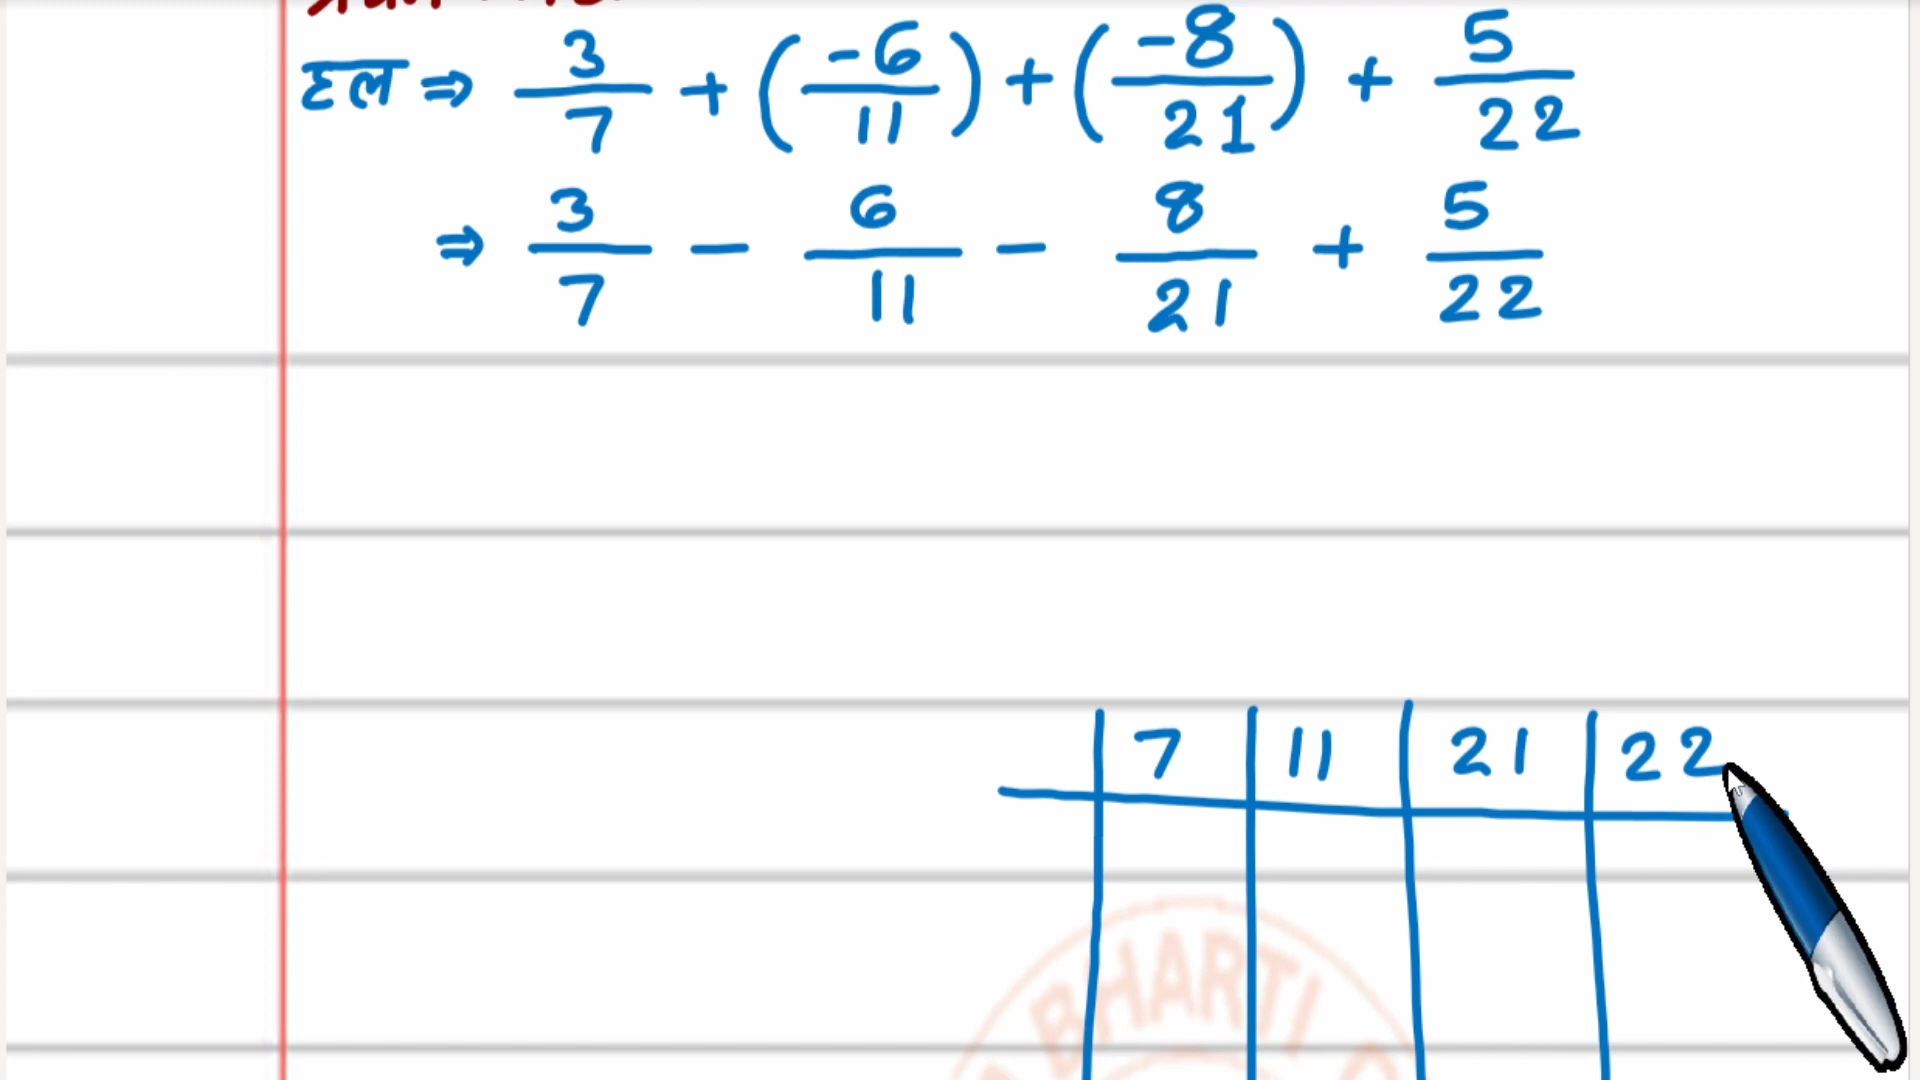 हल ⇒ 3/7 + (-6/11) + (-8/21) + 5/22
⇒ 3/7 - 6/11 - 8/21 + 5/22
7 | 11 | 21 | 22
BHARTI